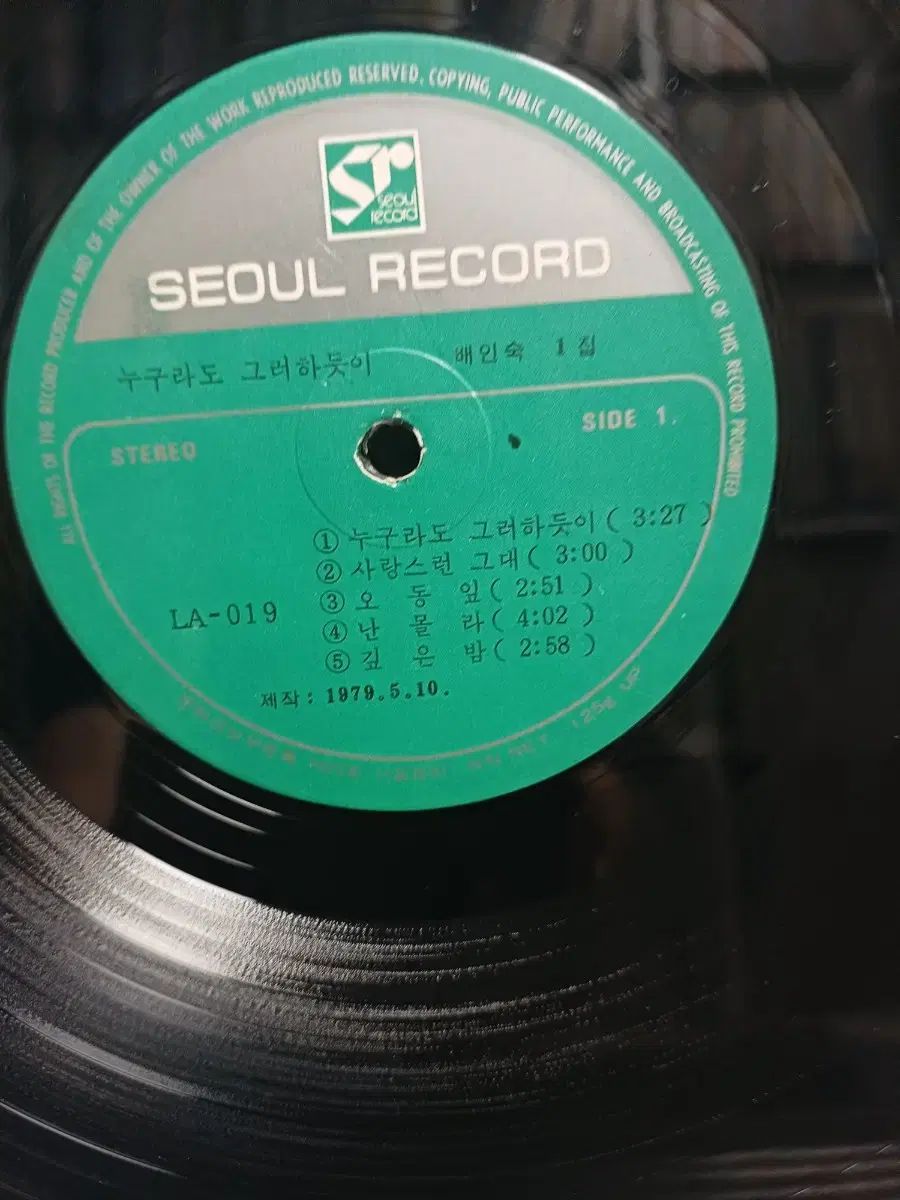 ALL RIGHTS OF THE RECORD PRODUCER AND OF THE OWNER OF THE WORK REPRODUCED RESERVED. COPYING, PUBLIC PERFORMANCE AND BROADCASTING OF THIS RECORD PROHIBITED
Sr
seoul
record
SEOUL RECORD
누구라도 그러하듯이 배인숙 1 집
STEREO SIDE 1.
① 누구라도 그러하듯이 ( 3:27 )
② 사랑스런 그대 ( 3:00 )
③ 오 동 잎 ( 2:51 )
④ 난 몰 라 ( 4:02 )
⑤ 깊 은 밤 ( 2:58 )
LA-019
제작 : 1979.5.10.
125g UP